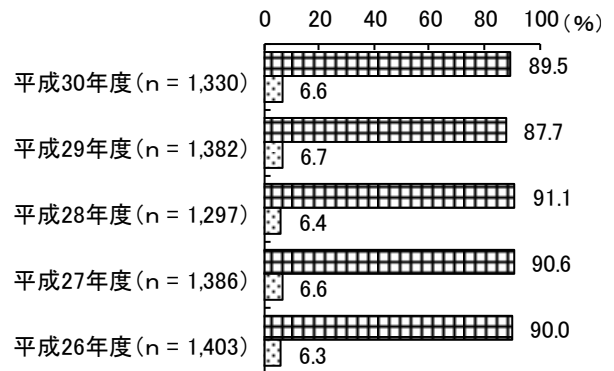 0 20 40 60 80 100 (%)
平成30年度(n = 1,330) 89.5
6.6
平成29年度(n = 1,382) 87.7
6.7
平成28年度(n = 1,297) 91.1
6.4
平成27年度(n = 1,386) 90.6
6.6
平成26年度(n = 1,403) 90.0
6.3